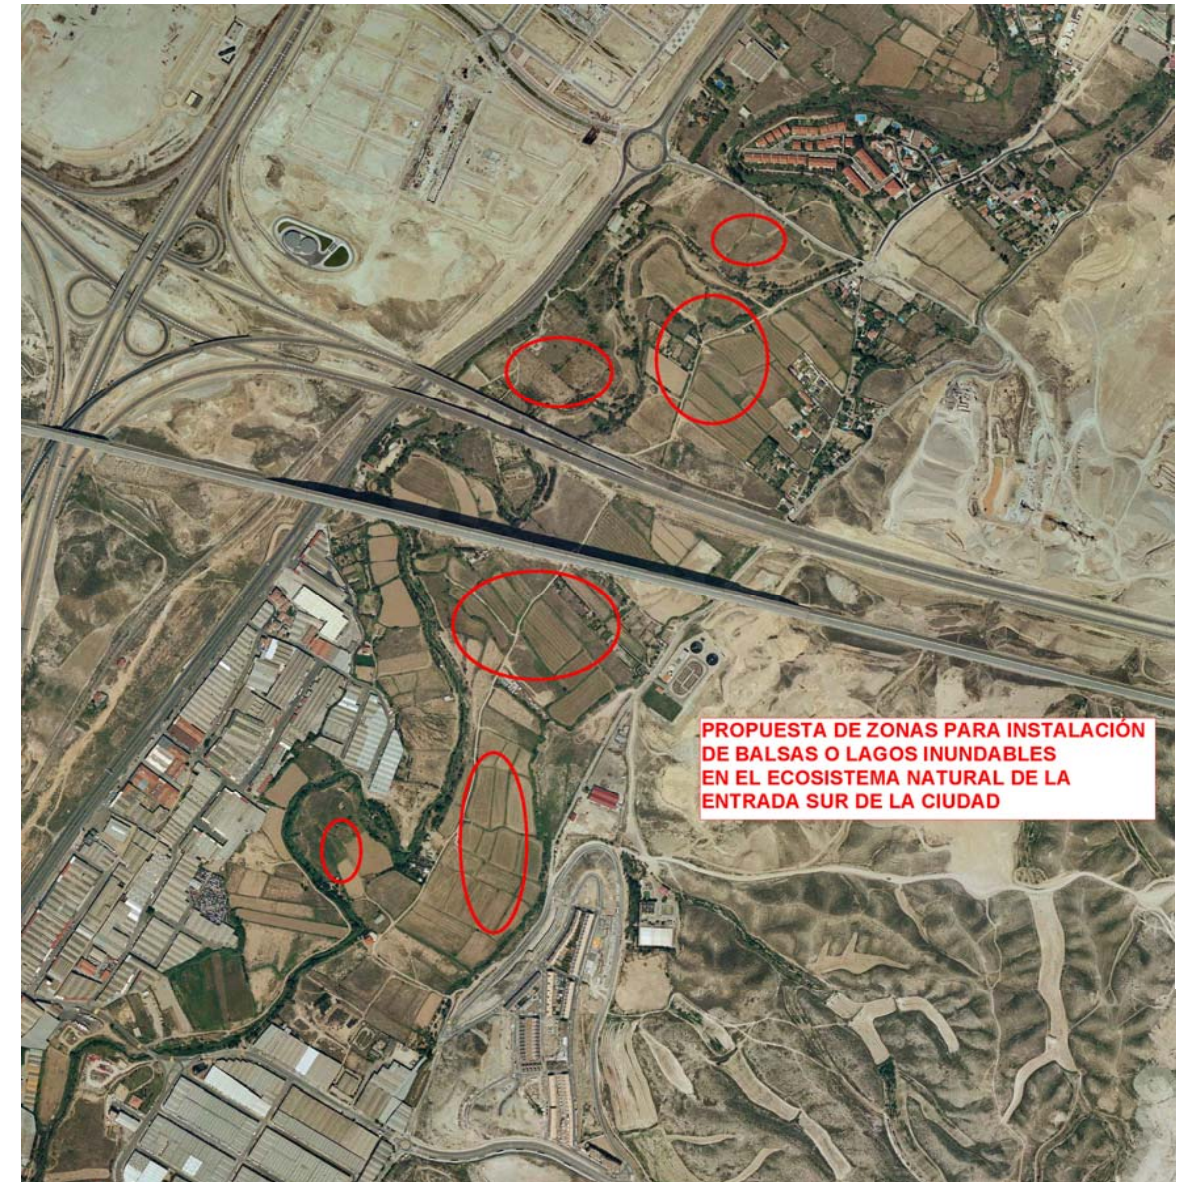 PROPUESTA DE ZONAS PARA INSTALACIÓN
DE BALSAS O LAGOS INUNDABLES
EN EL ECOSISTEMA NATURAL DE LA
ENTRADA SUR DE LA CIUDAD